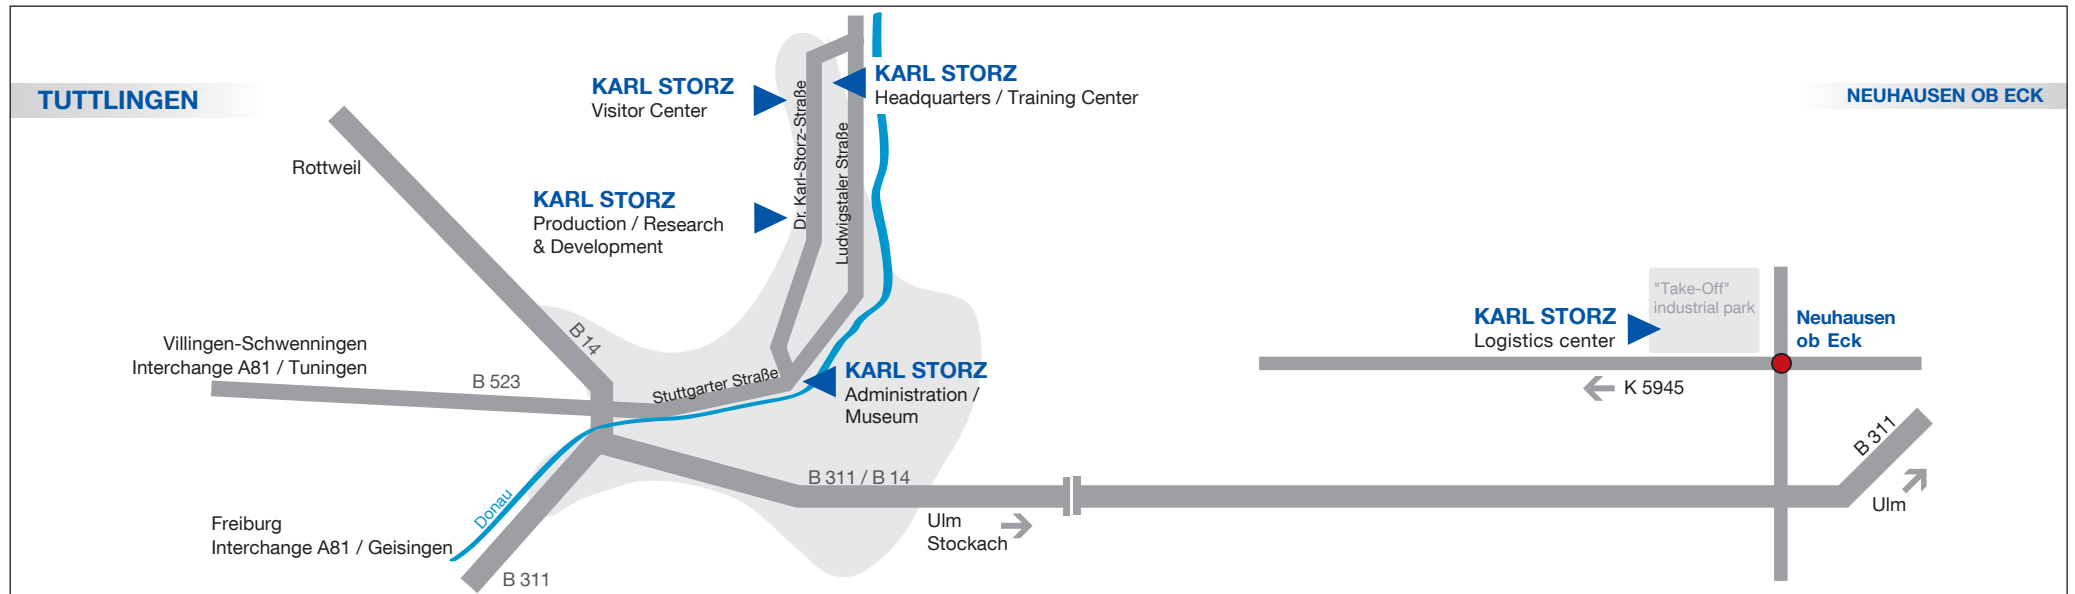 TUTTLINGEN
NEUHAUSEN OB ECK
KARL STORZ
Visitor Center
KARL STORZ
Headquarters / Training Center
Rottweil
Dr. Karl-Storz-Straße
Ludwigstaler Straße
KARL STORZ
Production / Research
& Development
B 14
Villingen-Schwenningen
Interchange A81 / Tuningen
B 523
Stuttgarter Straße
KARL STORZ
Administration /
Museum
"Take-Off"
industrial park
KARL STORZ
Logistics center
Neuhausen
ob Eck
K 5945
B 311
Ulm
B 311 / B 14
Ulm
Stockach
Donau
Freiburg
Interchange A81 / Geisingen
B 311